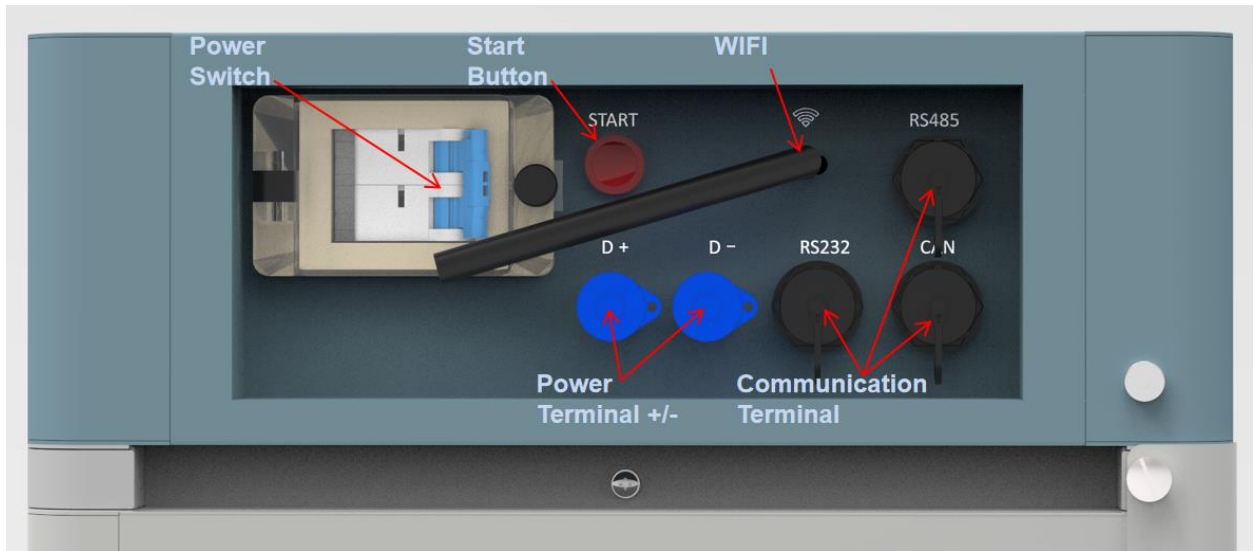 Power
Switch
Start
Button
WIFI
START
RS485
D +
D −
RS232
CAN
Power
Terminal +/-
Communication
Terminal